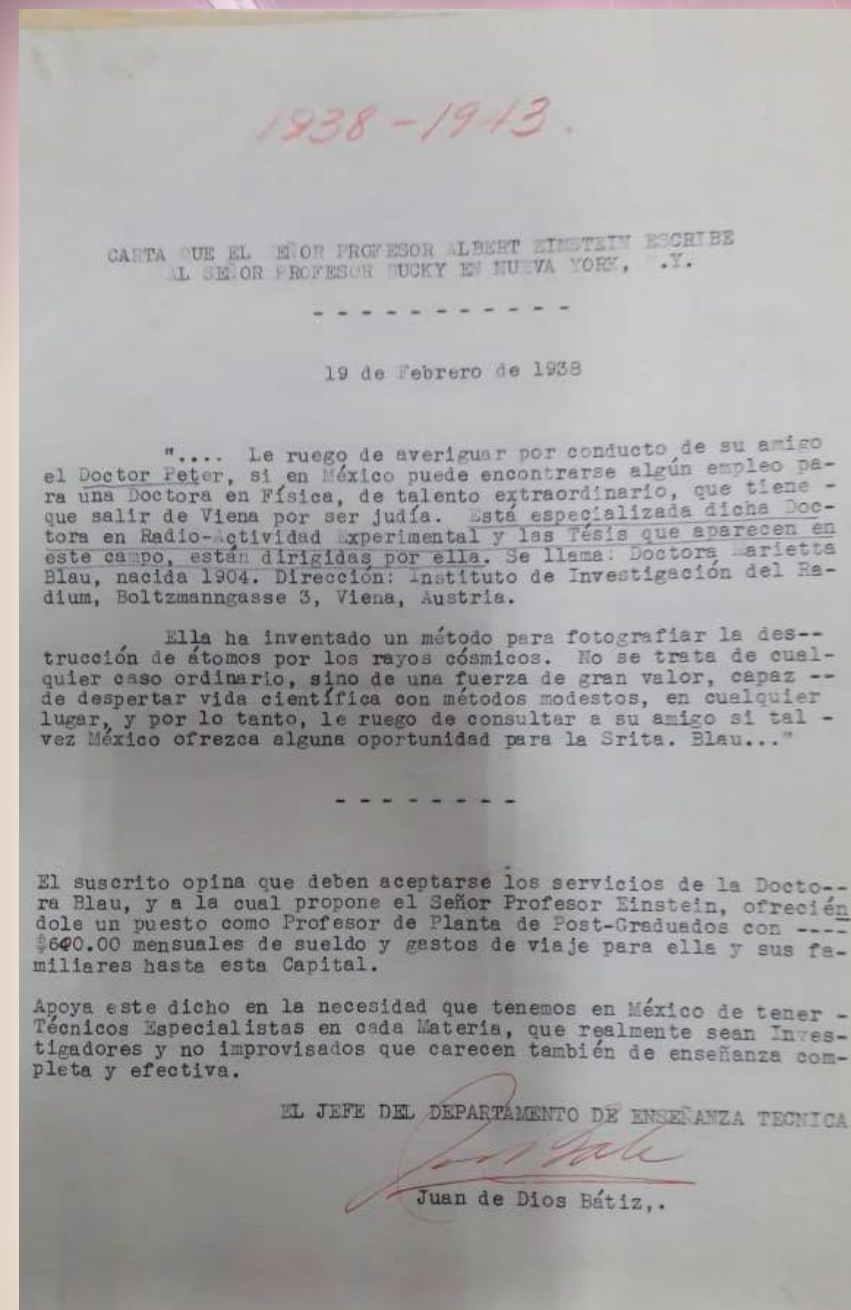 1938-1943.
CARTA QUE EL SEÑOR PROFESOR ALBERT EINSTEIN ESCRIBE
AL SEÑOR PROFESOR BUCKY EN NUEVA YORK, N.Y.
- - - - - - - - - - -
19 de Febrero de 1938
".... Le ruego de averiguar por conducto de su amigo
el Doctor Peter, si en México puede encontrarse algún empleo pa-
ra una Doctora en Física, de talento extraordinario, que tiene -
que salir de Viena por ser judía. Está especializada dicha Doc-
tora en Radio-Actividad Experimental y las Tésis que aparecen en
este campo, están dirigidas por ella. Se llama: Doctora Marietta
Blau, nacida 1904. Dirección: Instituto de Investigación del Ra-
dium, Boltzmanngasse 3, Viena, Austria.
Ella ha inventado un método para fotografiar la des--
trucción de átomos por los rayos cósmicos. No se trata de cual-
quier caso ordinario, sino de una fuerza de gran valor, capaz --
de despertar vida científica con métodos modestos, en cualquier
lugar, y por lo tanto, le ruego de consultar a su amigo si tal -
vez México ofrezca alguna oportunidad para la Srita. Blau..."
- - - - - - - -
El suscrito opina que deben aceptarse los servicios de la Docto--
ra Blau, y a la cual propone el Señor Profesor Einstein, ofrecién
dole un puesto como Profesor de Planta de Post-Graduados con ----
$600.00 mensuales de sueldo y gastos de viaje para ella y sus fa-
miliares hasta esta Capital.
Apoya este dicho en la necesidad que tenemos en México de tener -
Técnicos Especialistas en cada Materia, que realmente sean Inves-
tigadores y no improvisados que carecen también de enseñanza com-
pleta y efectiva.
EL JEFE DEL DEPARTAMENTO DE ENSEÑANZA TECNICA
Juan de Dios Bátiz,.